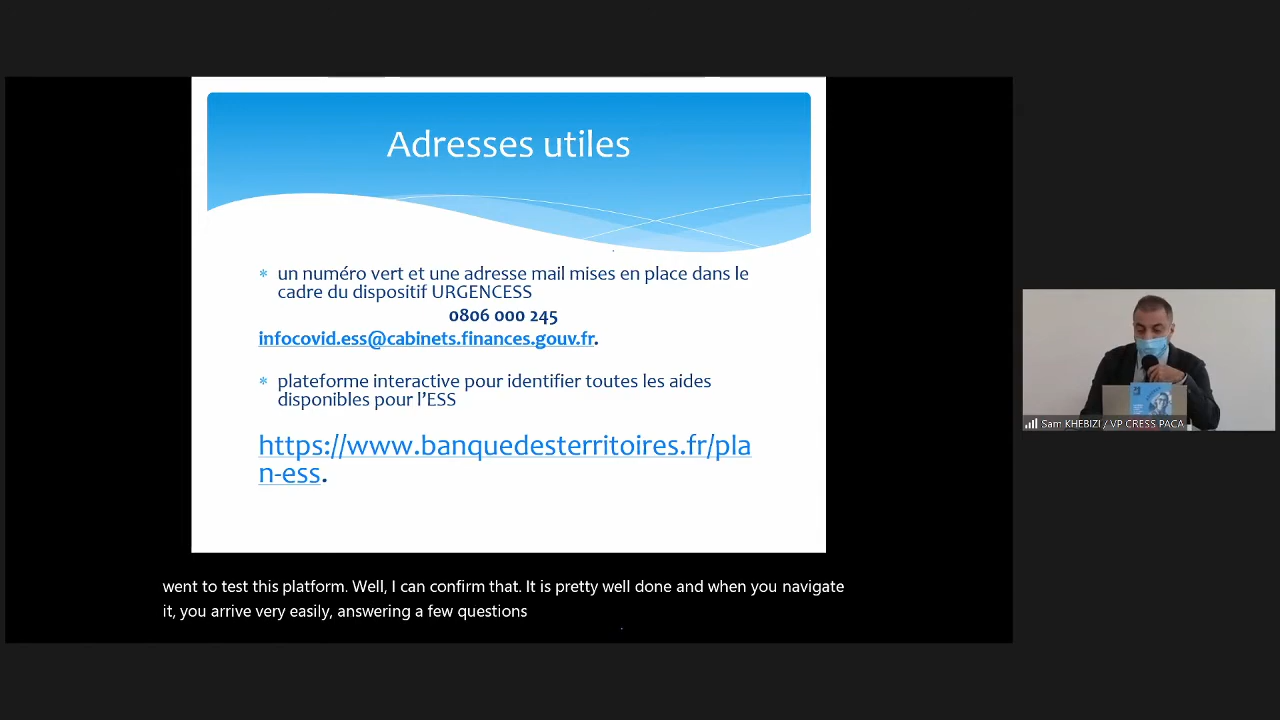 Adresses utiles
un numéro vert et une adresse mail mises en place dans le
cadre du dispositif URGENCESS
0806 000 245
infocovid.ess@cabinets.finances.gouv.fr.
plateforme interactive pour identifier toutes les aides
disponibles pour l'ESS
https://www.banquedesterritoires.fr/pla
n-ess.
Sam KHEBIZI / VP CRESS PACA
went to test this platform. Well, I can confirm that. It is pretty well done and when you navigate
it, you arrive very easily, answering a few questions